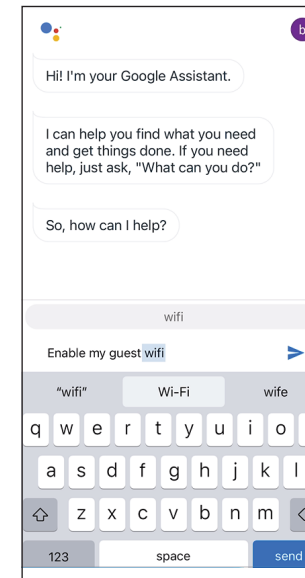 b
Hi! I'm your Google Assistant.
I can help you find what you need
and get things done. If you need
help, just ask, "What can you do?"
So, how can I help?
wifi
Enable my guest wifi
"wifi" Wi-Fi wife
q w e r t y u i o
a s d f g h j k l
z x c v b n m
123 space send